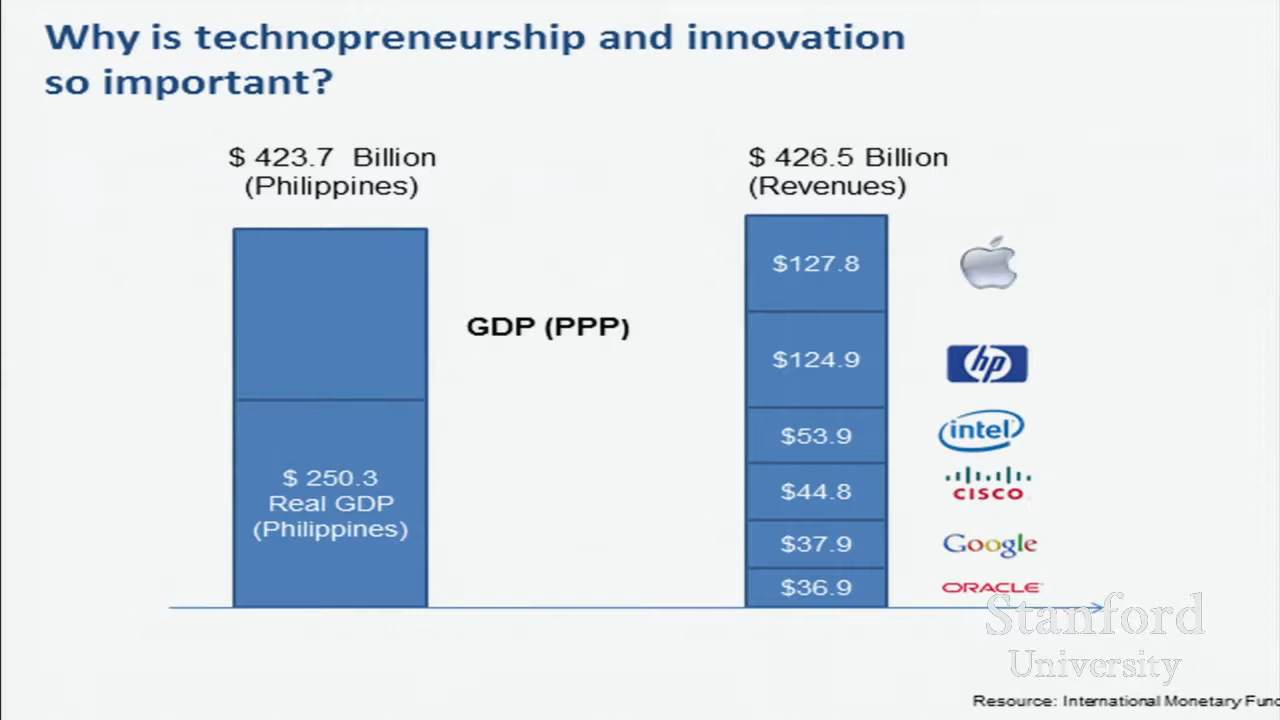 Why is technopreneurship and innovation
so important?
$ 423.7 Billion
(Philippines)
$ 426.5 Billion
(Revenues)
$127.8
GDP (PPP)
$124.9
hp
$53.9
intel
$ 250.3
Real GDP
(Philippines)
$44.8
CISCO
$37.9
Google
$36.9
ORACLE
Stanford
University
Resource: International Monetary Fund